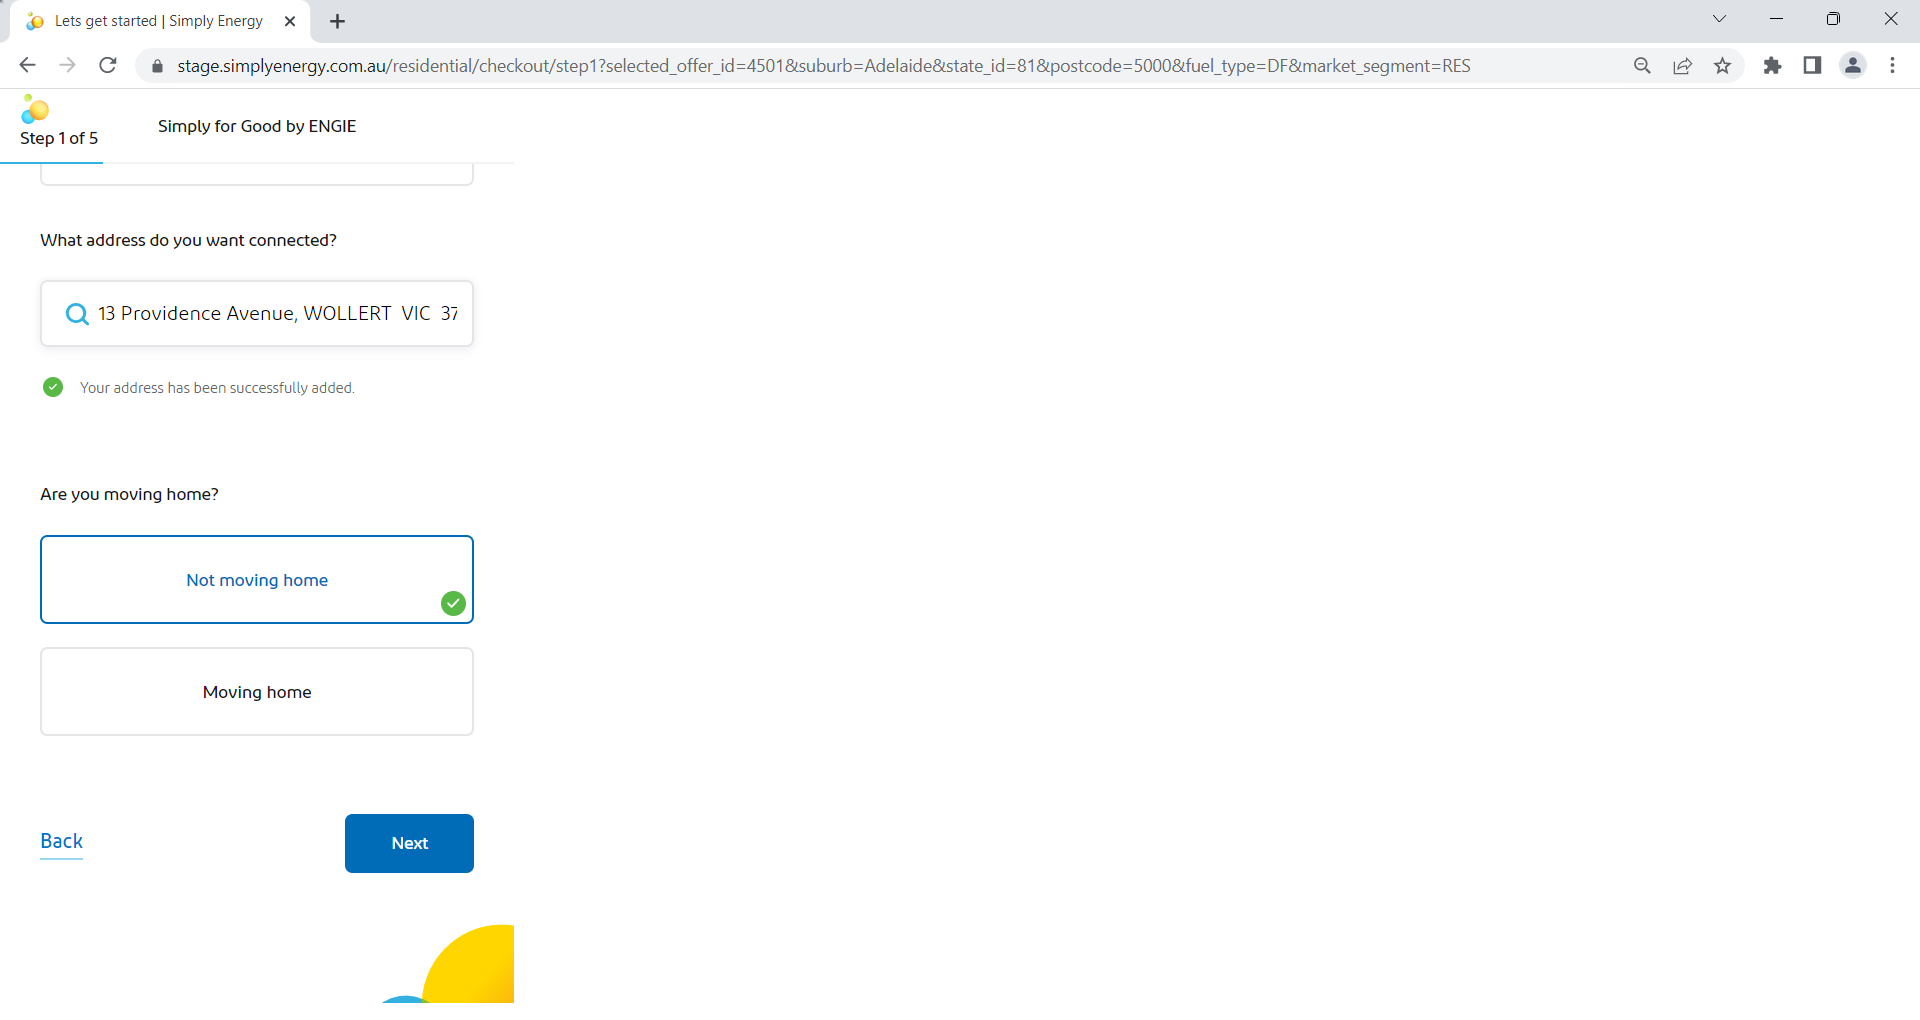 Lets get started | Simply Energy
stage.simplyenergy.com.au/residential/checkout/step1?selected_offer_id=4501&suburb=Adelaide&state_id=81&postcode=5000&fuel_type=DF&market_segment=RES
Step 1 of 5
Simply for Good by ENGIE
What address do you want connected?
13 Providence Avenue, WOLLERT VIC 37
Your address has been successfully added.
Are you moving home?
Not moving home
Moving home
Back
Next